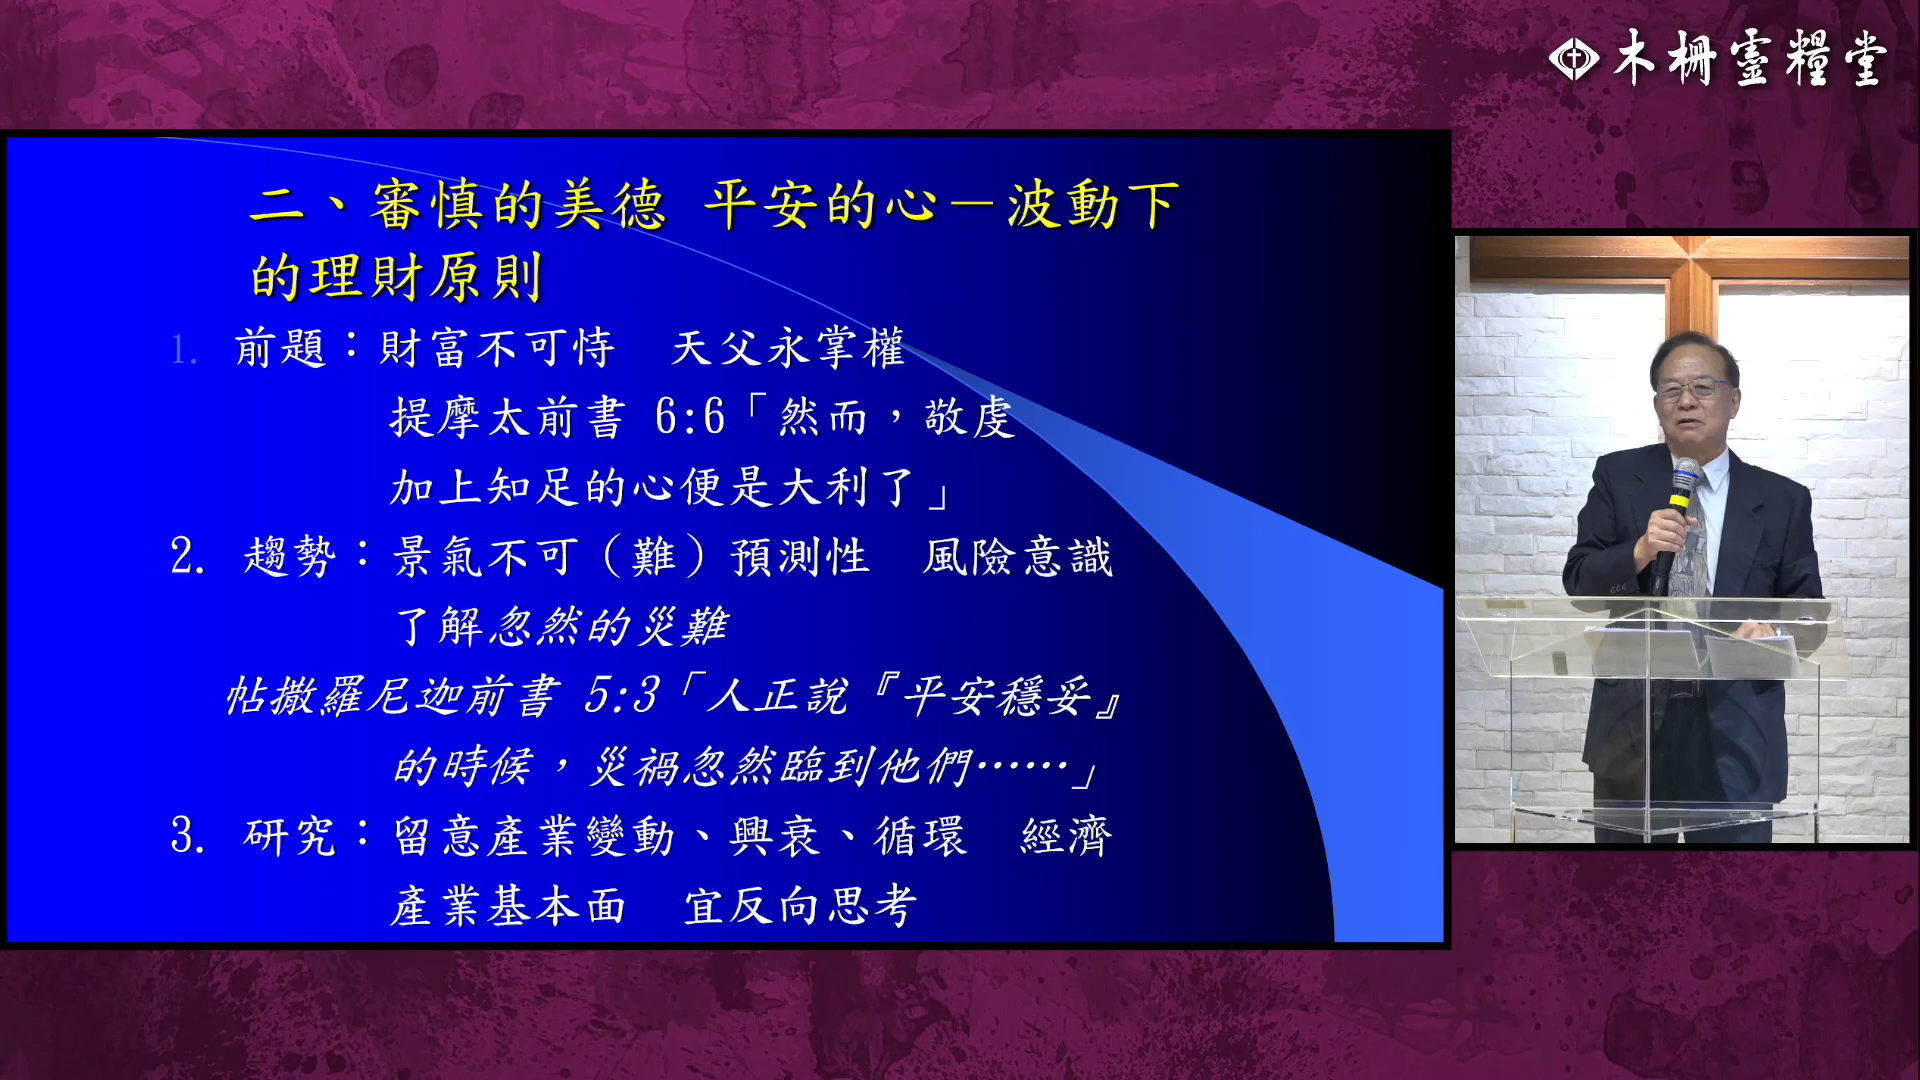 木柵靈糧堂
二、審慎的美德 平安的心－波動下
的理財原則
1. 前題：財富不可恃　天父永掌權
提摩太前書 6:6「然而，敬虔
加上知足的心便是大利了」
2. 趨勢：景氣不可（難）預測性　風險意識
了解忽然的災難
帖撒羅尼迦前書 5:3「人正說『平安穩妥』
的時候，災禍忽然臨到他們……」
3. 研究：留意產業變動、興衰、循環　經濟
產業基本面　宜反向思考